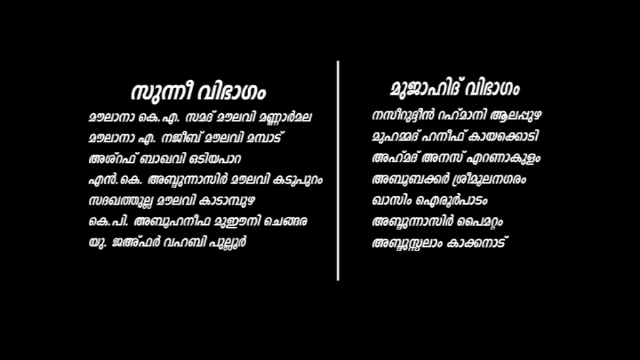 സുന്നീ വിഭാഗം
മൗലാനാ കെ.എ. സമദ് മൗലവി മണ്ണാർമല
മൗലാനാ എ. നജീബ് മൗലവി മമ്പാട്
അശ്റഫ് ബാഖവി ഒടിയപാറ
എൻ.കെ. അബ്ദുന്നാസിർ മൗലവി കടൂപുറം
സദഖത്തുല്ല മൗലവി കാടാമ്പുഴ
കെ.പി. അബൂഹനീഫ മുഈനി ചെങ്ങര
യു. ജഅ്ഫർ വഹബി പുല്ലൂർ
മുജാഹിദ് വിഭാഗം
നസീറുദ്ദീൻ റഹ്മാനി ആലപ്പുഴ
മുഹമ്മദ് ഹനീഫ് കായക്കൊടി
അഹ്മദ് അനസ് എറണാകുളം
അബൂബക്കർ ശ്രീമൂലനഗരം
ഖാസിം ഐരൂർപാടം
അബ്ദുന്നാസിർ പൈമറ്റം
അബ്ദുസ്സലാം കാക്കനാട്